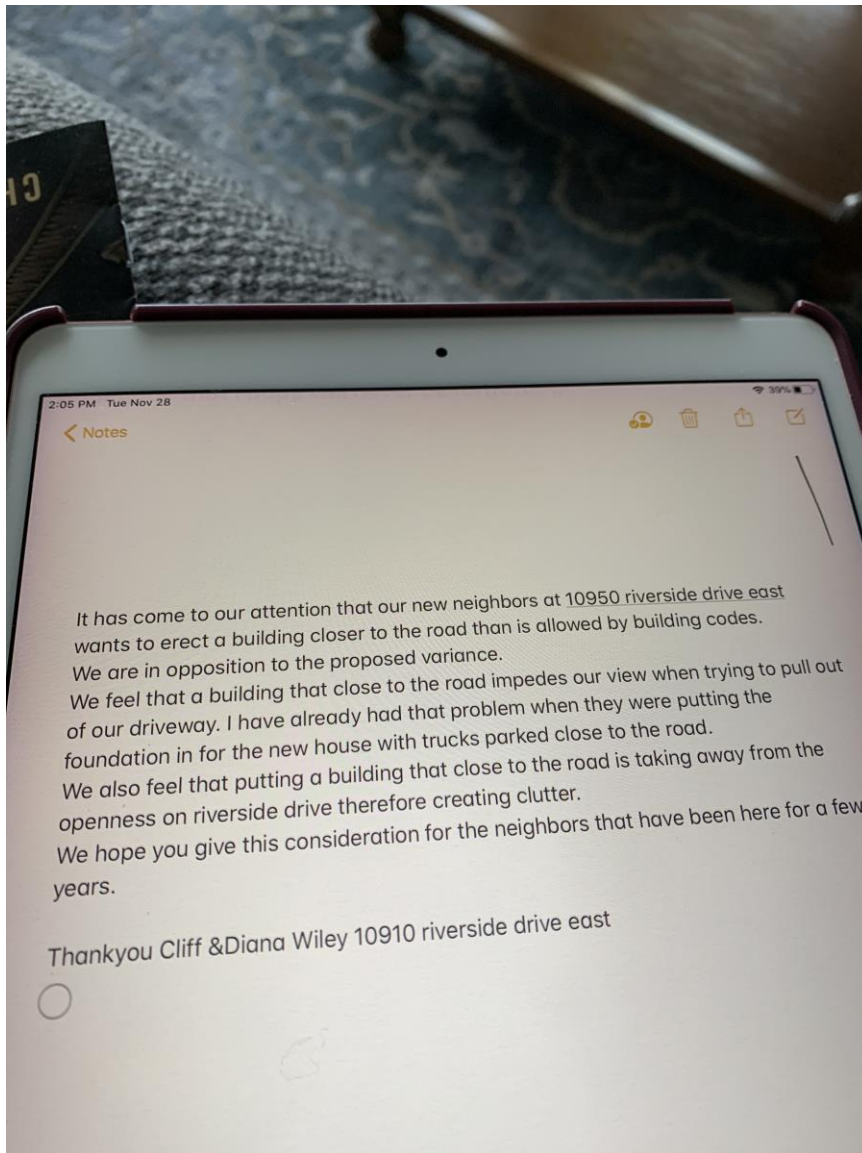 CH
2:05 PM Tue Nov 28
39%
Notes
It has come to our attention that our new neighbors at 10950 riverside drive east
wants to erect a building closer to the road than is allowed by building codes.
We are in opposition to the proposed variance.
We feel that a building that close to the road impedes our view when trying to pull out
of our driveway. I have already had that problem when they were putting the
foundation in for the new house with trucks parked close to the road.
We also feel that putting a building that close to the road is taking away from the
openness on riverside drive therefore creating clutter.
We hope you give this consideration for the neighbors that have been here for a few
years.
Thankyou Cliff &Diana Wiley 10910 riverside drive east